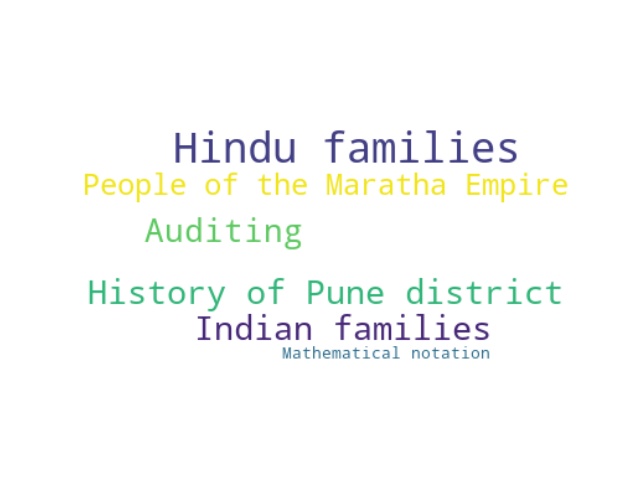 Hindu families
People of the Maratha Empire
Auditing
History of Pune district
Indian families
Mathematical notation